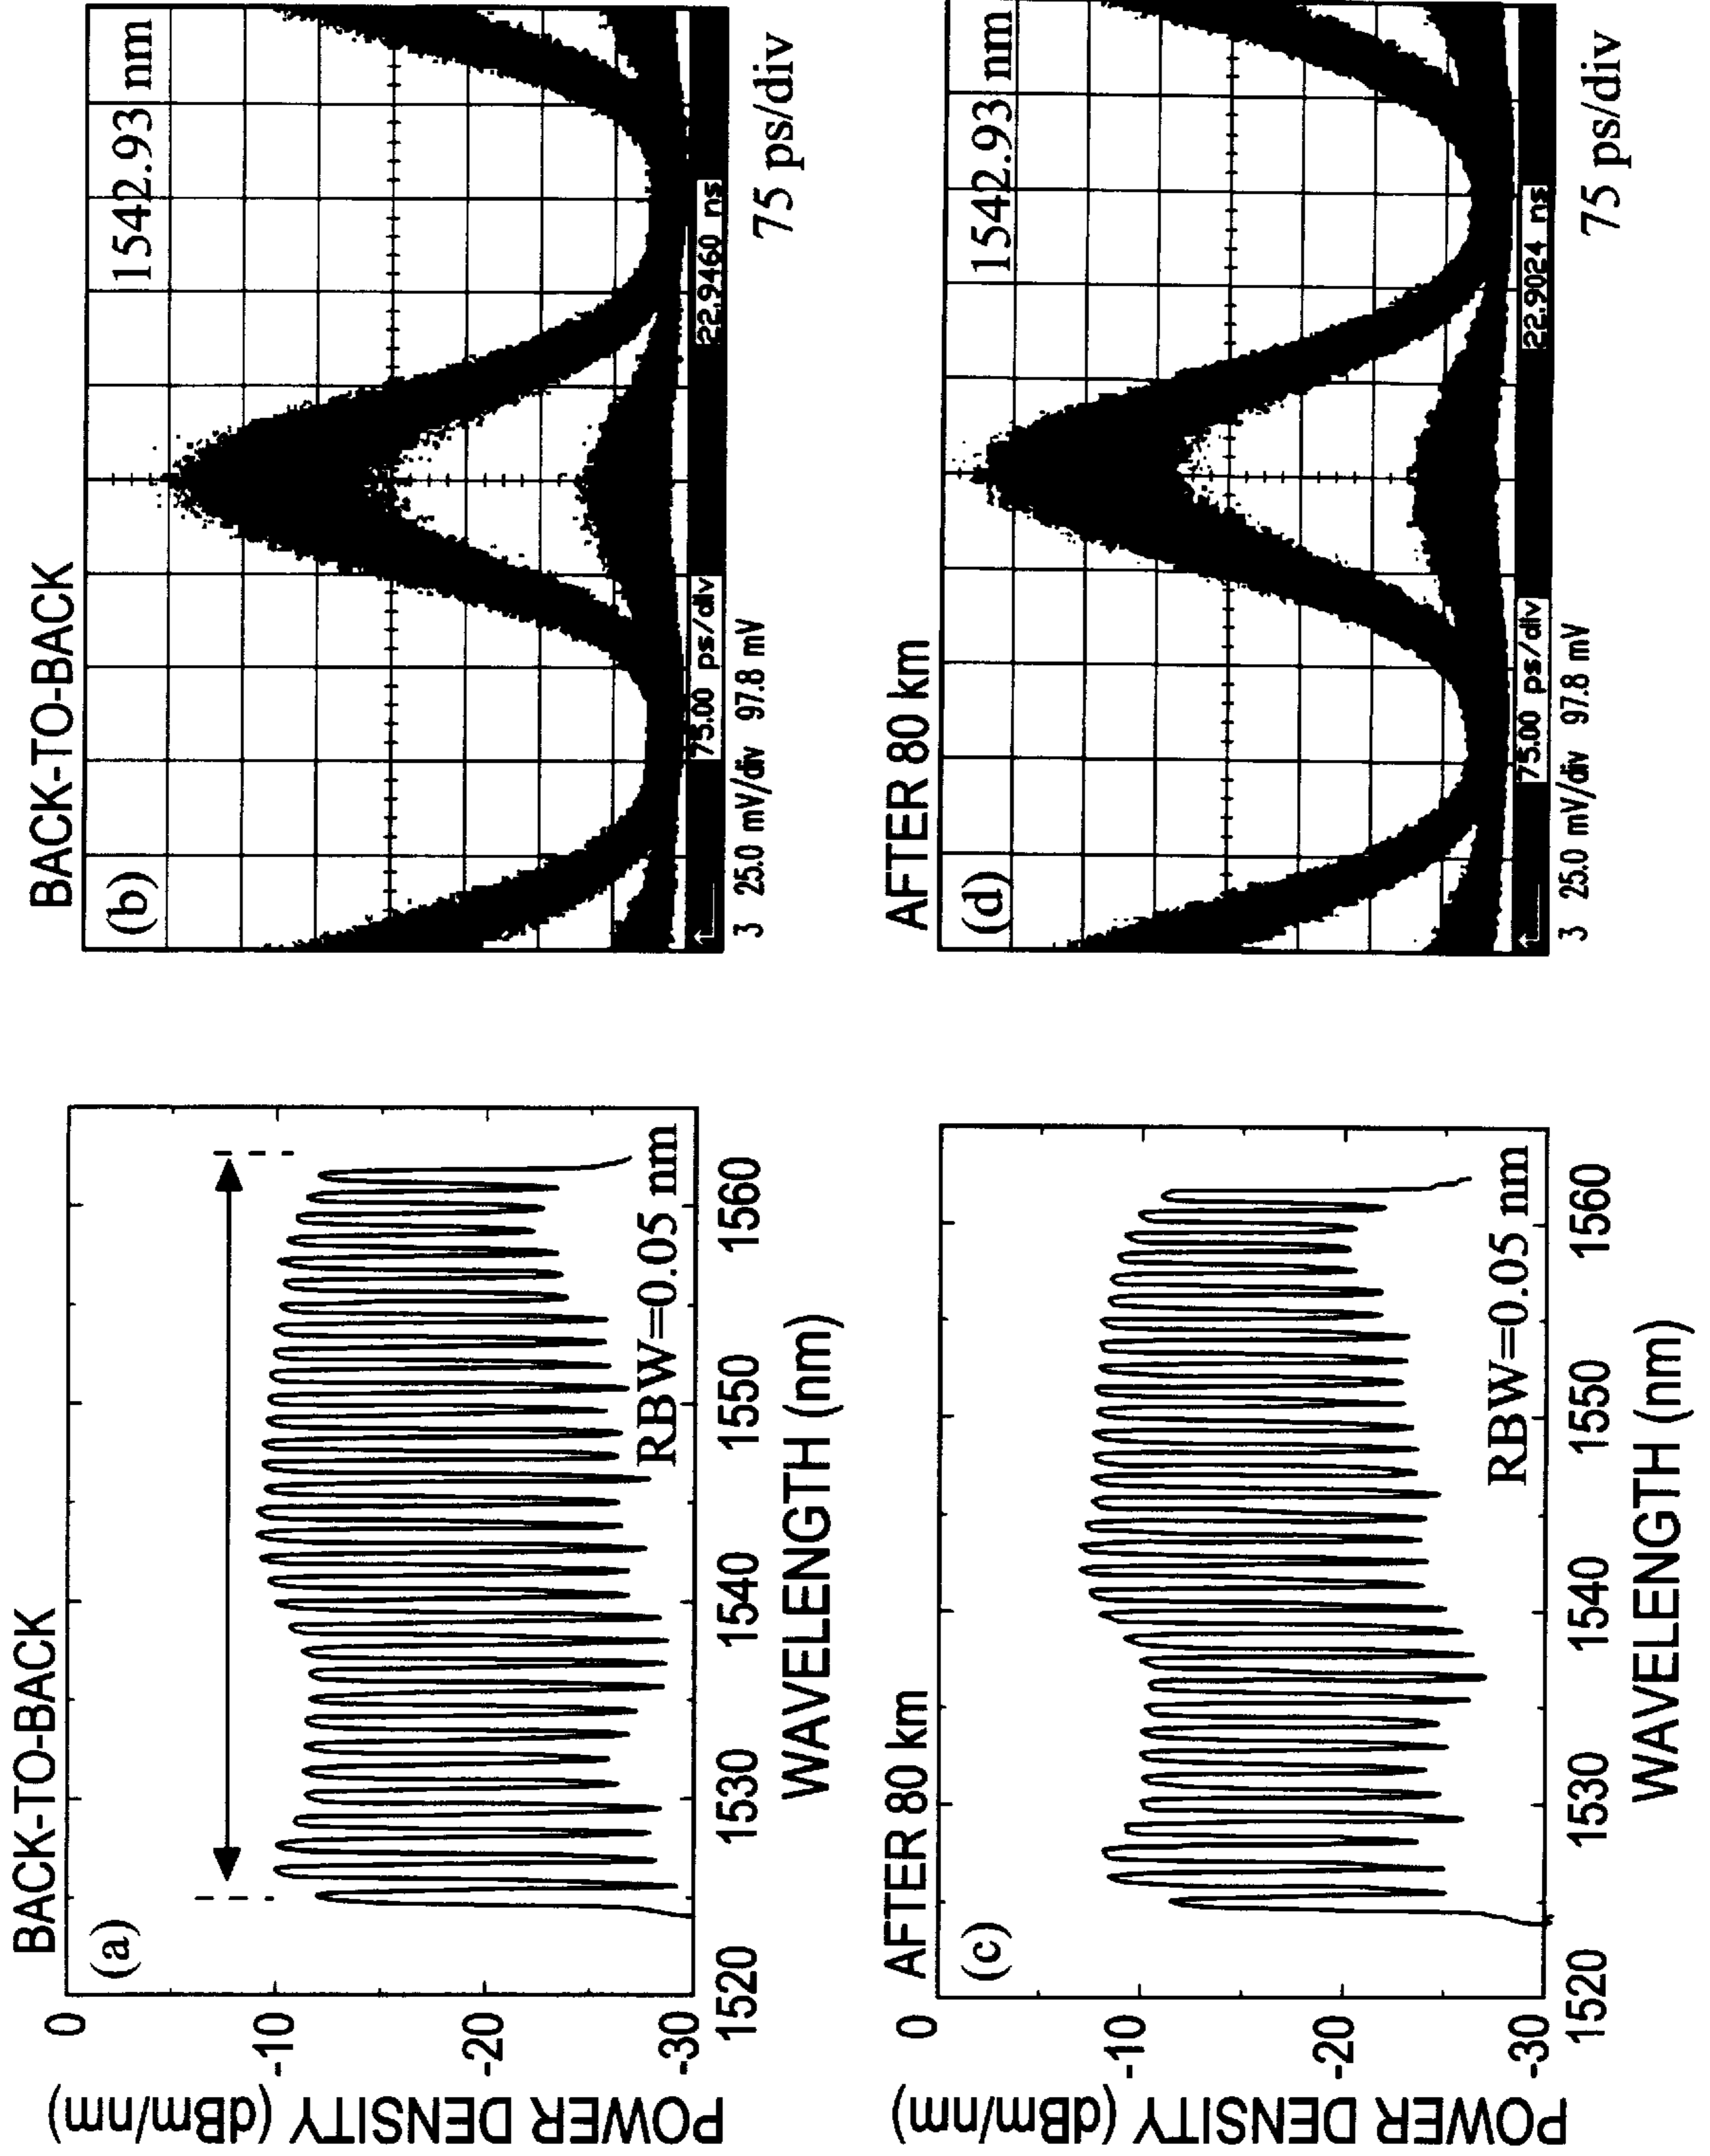 BACK-TO-BACK
(a)
0
-10
-20
-30
POWER DENSITY (dBm/nm)
RBW=0.05 nm
1520
1530
1540
1550
1560
WAVELENGTH (nm)
BACK-TO-BACK
(b)
1542.93 nm
75.00 ps/div
22.9460 ns
3 25.0 mV/div 97.8 mV
75 ps/div
AFTER 80 km
(c)
0
-10
-20
-30
POWER DENSITY (dBm/nm)
RBW=0.05 nm
1520
1530
1540
1550
1560
WAVELENGTH (nm)
AFTER 80 km
(d)
1542.93 nm
75.00 ps/div
22.9024 ns
3 25.0 mV/div 97.8 mV
75 ps/div